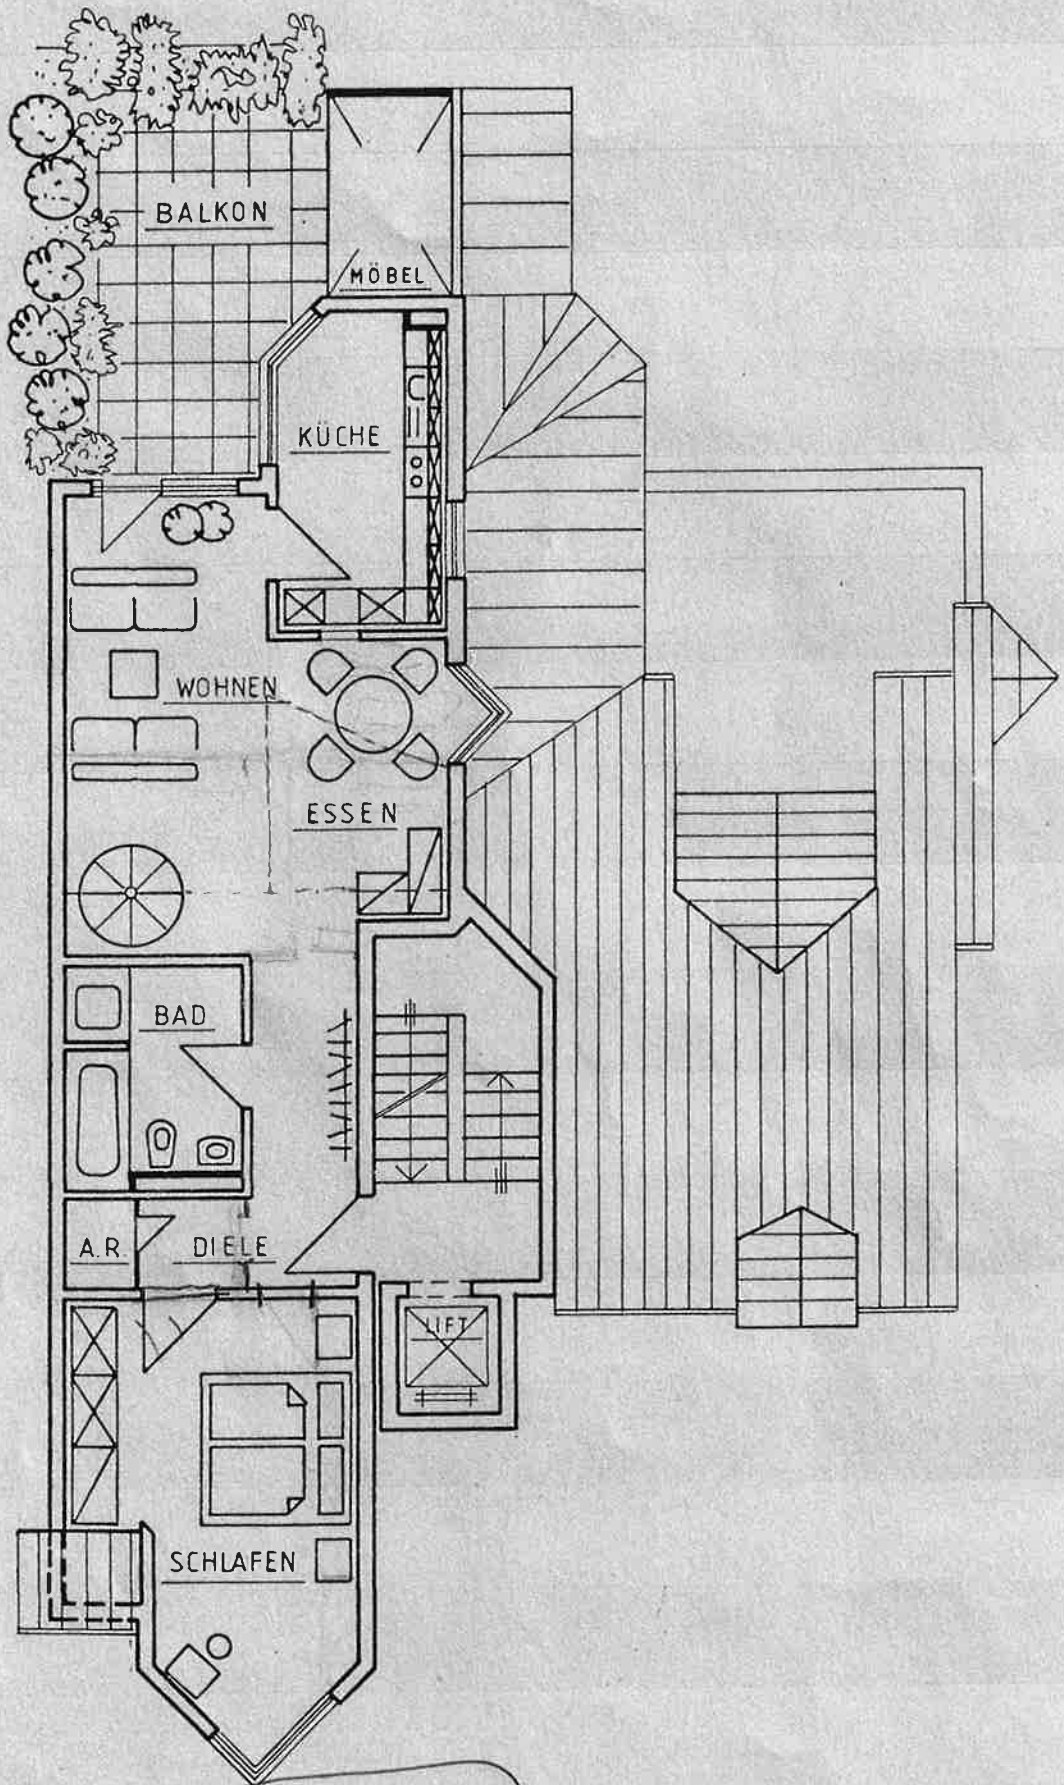 BALKON
MÖBEL
KÜCHE
WOHNEN
ESSEN
BAD
A.R.
DIELE
LIFT
SCHLAFEN